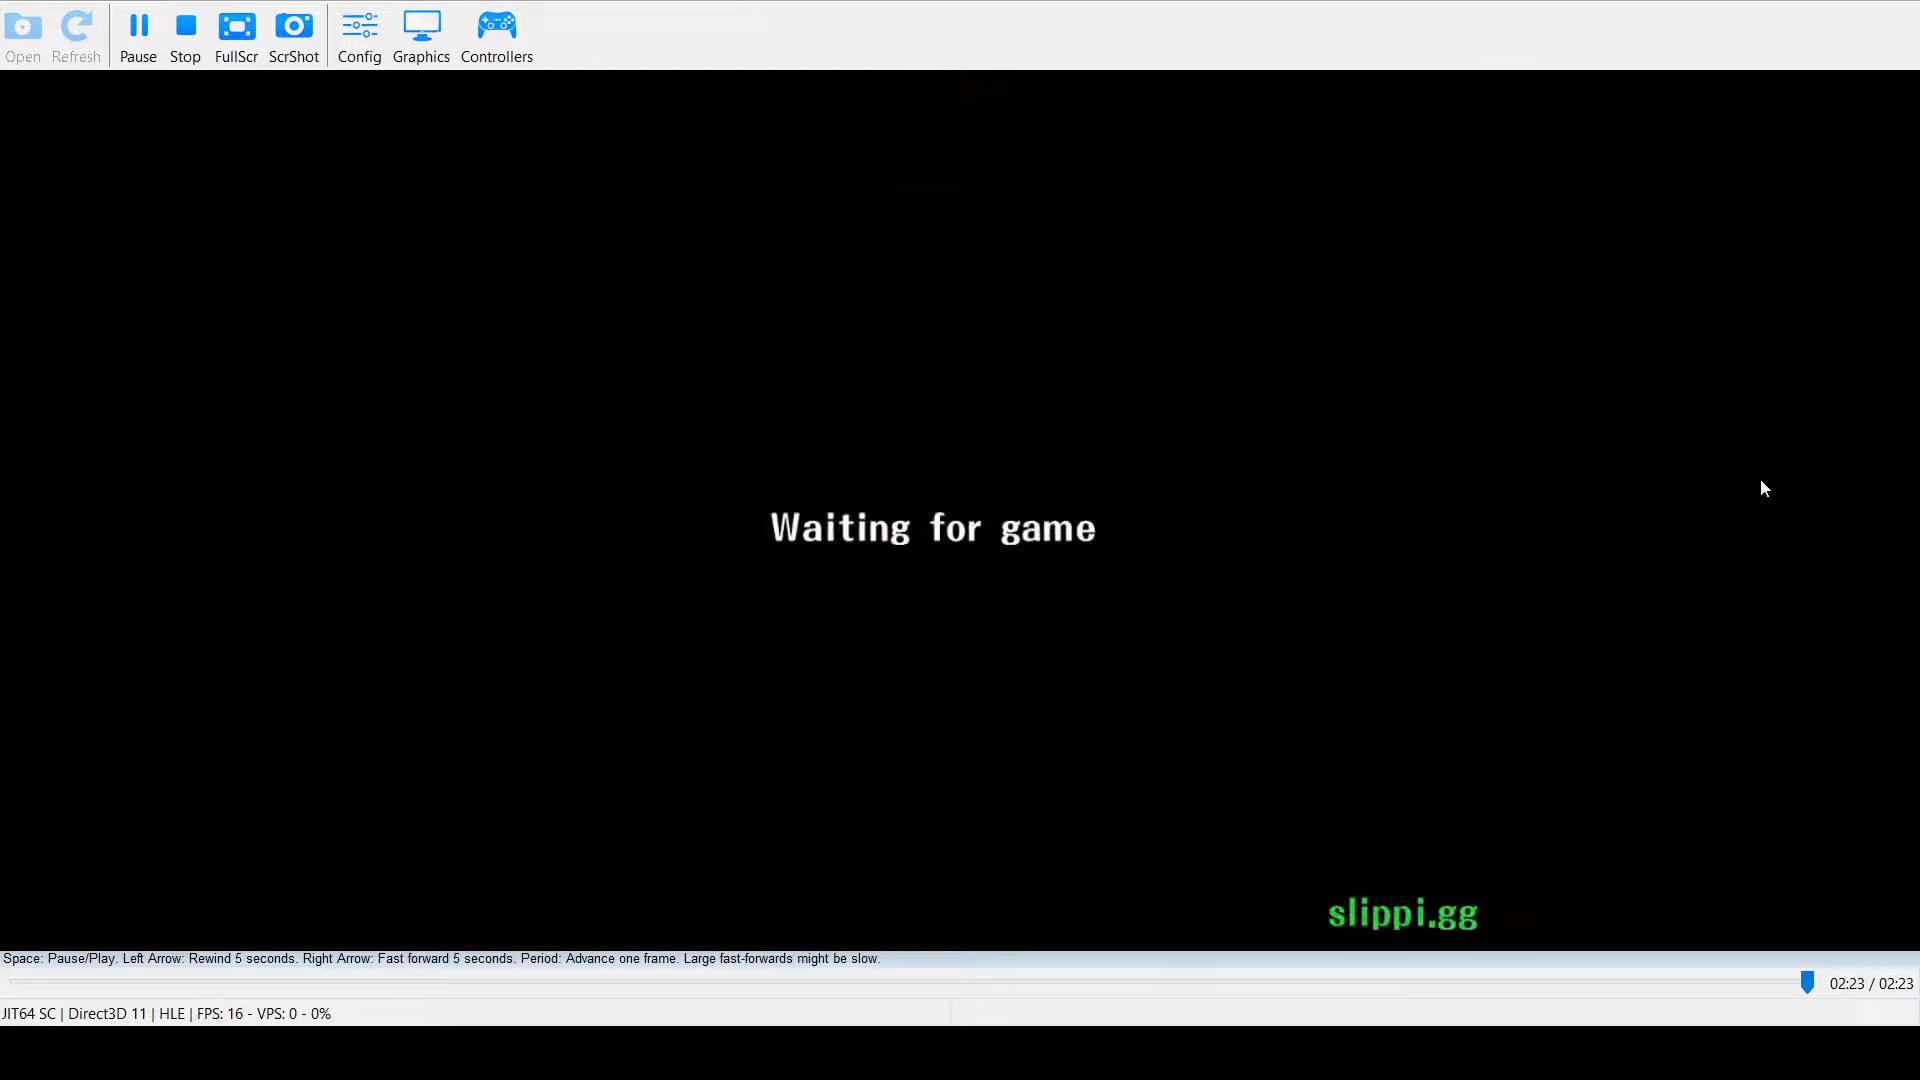 Open Refresh Pause Stop FullScr ScrShot Config Graphics Controllers
Waiting for game
slippi.gg
Space: Pause/Play. Left Arrow: Rewind 5 seconds. Right Arrow: Fast forward 5 seconds. Period: Advance one frame. Large fast-forwards might be slow.
02:23 / 02:23
JIT64 SC | Direct3D 11 | HLE | FPS: 16 - VPS: 0 - 0%